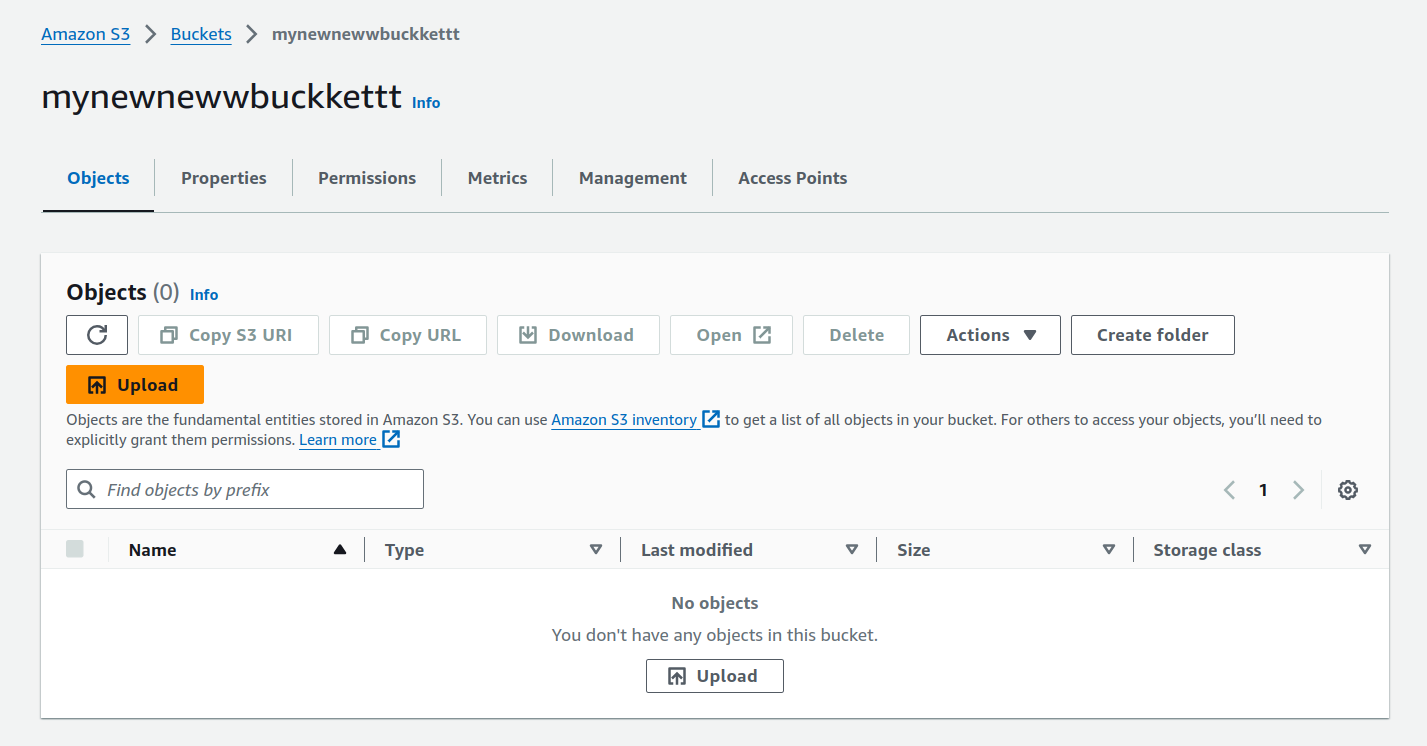 Amazon S3 > Buckets > mynewnewwbuckkettt
mynewnewwbuckkettt Info
Objects Properties Permissions Metrics Management Access Points
Objects (0) Info
Copy S3 URI Copy URL Download Open Delete Actions Create folder
Upload
Objects are the fundamental entities stored in Amazon S3. You can use Amazon S3 inventory to get a list of all objects in your bucket. For others to access your objects, you’ll need to
explicitly grant them permissions. Learn more
Find objects by prefix 1
Name Type Last modified Size Storage class
No objects
You don't have any objects in this bucket.
Upload